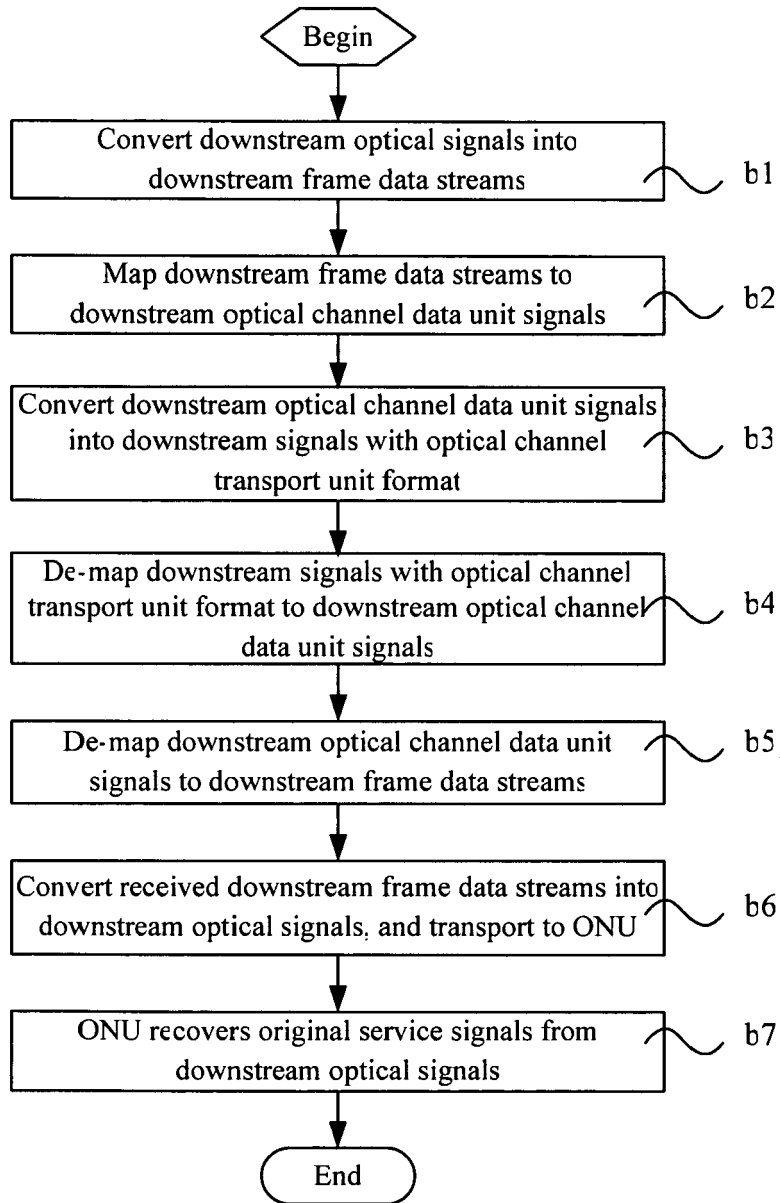 Begin
Convert downstream optical signals into
downstream frame data streams
b1
Map downstream frame data streams to
downstream optical channel data unit signals
b2
Convert downstream optical channel data unit signals
into downstream signals with optical channel
transport unit format
b3
De-map downstream signals with optical channel
transport unit format to downstream optical channel
data unit signals
b4
De-map downstream optical channel data unit
signals to downstream frame data streams
b5
Convert received downstream frame data streams into
downstream optical signals, and transport to ONU
b6
ONU recovers original service signals from
downstream optical signals
b7
End